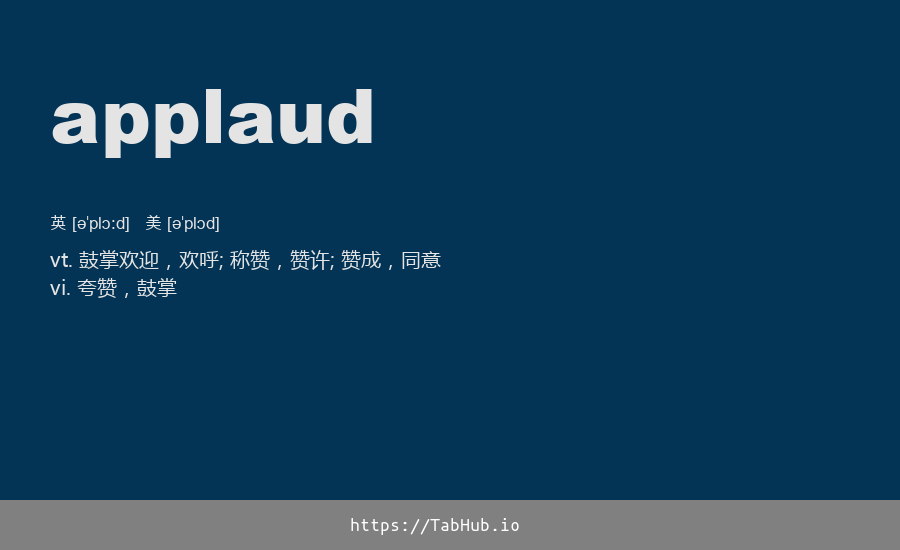 applaud
英 [əˈplɔːd] 美 [əˈplɔd]
vt. 鼓掌欢迎，欢呼; 称赞，赞许; 赞成，同意
vi. 夸赞，鼓掌
https://TabHub.io